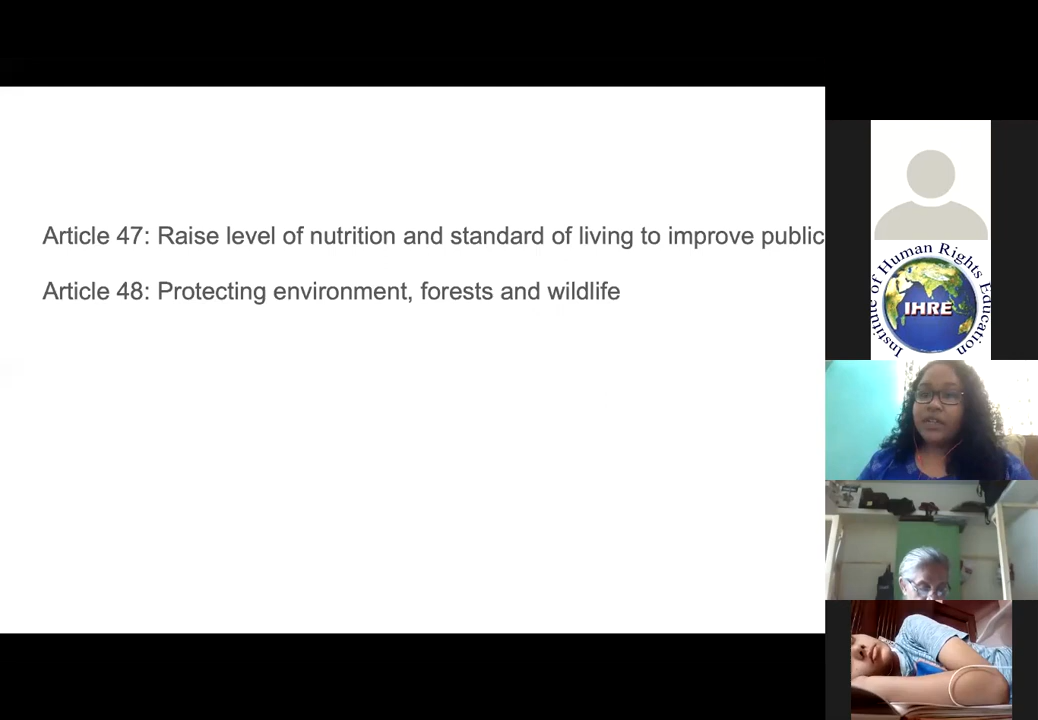 Article 47: Raise level of nutrition and standard of living to improve public
Article 48: Protecting environment, forests and wildlife
Institute of Human Rights Education
IHRE